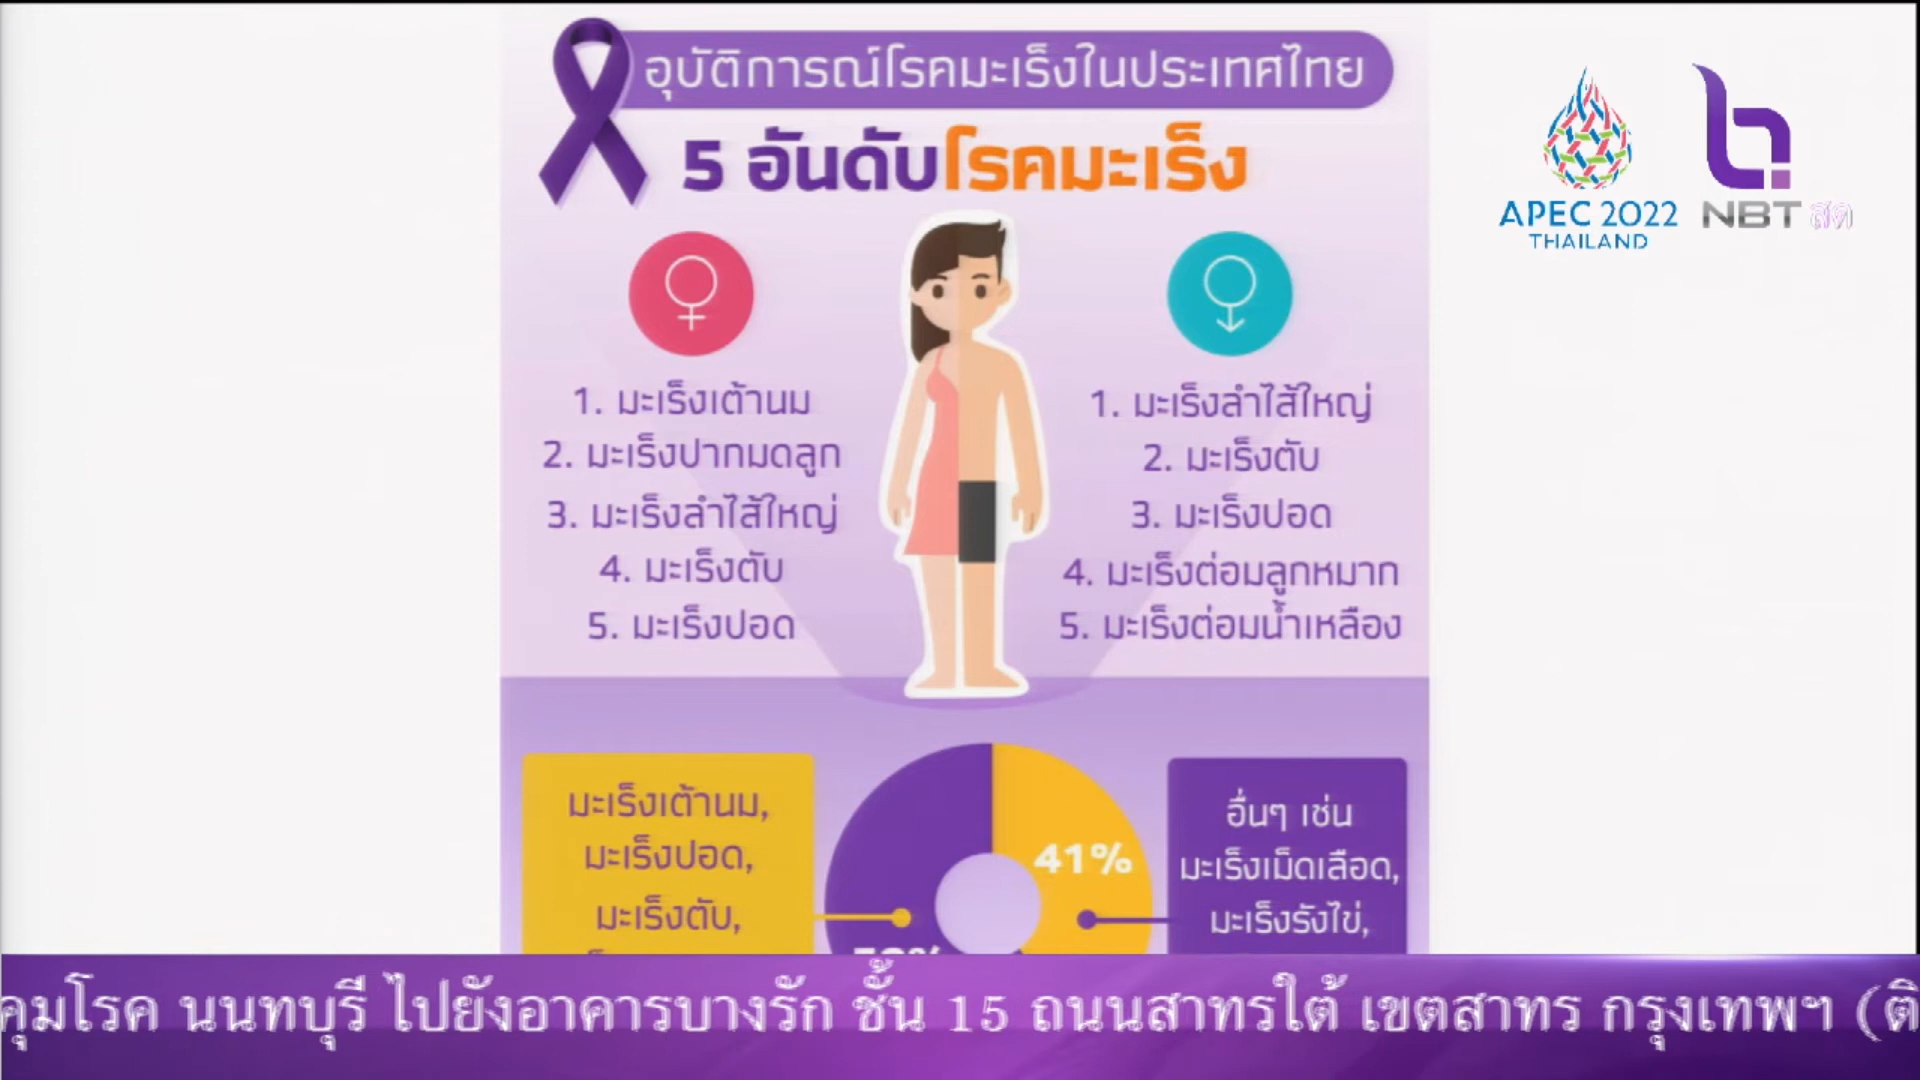 อุบัติการณ์โรคมะเร็งในประเทศไทย
5 อันดับโรคมะเร็ง
APEC 2022
THAILAND
NBT สด
1. มะเร็งเต้านม
2. มะเร็งปากมดลูก
3. มะเร็งลำไส้ใหญ่
4. มะเร็งตับ
5. มะเร็งปอด
1. มะเร็งลำไส้ใหญ่
2. มะเร็งตับ
3. มะเร็งปอด
4. มะเร็งต่อมลูกหมาก
5. มะเร็งต่อมน้ำเหลือง
มะเร็งเต้านม,
มะเร็งปอด,
มะเร็งตับ,
41%
อื่นๆ เช่น
มะเร็งเม็ดเลือด,
มะเร็งรังไข่,
คุมโรค นนทบุรี ไปยังอาคารบางรัก ชั้น 15 ถนนสาทรใต้ เขตสาทร กรุงเทพฯ (ติ